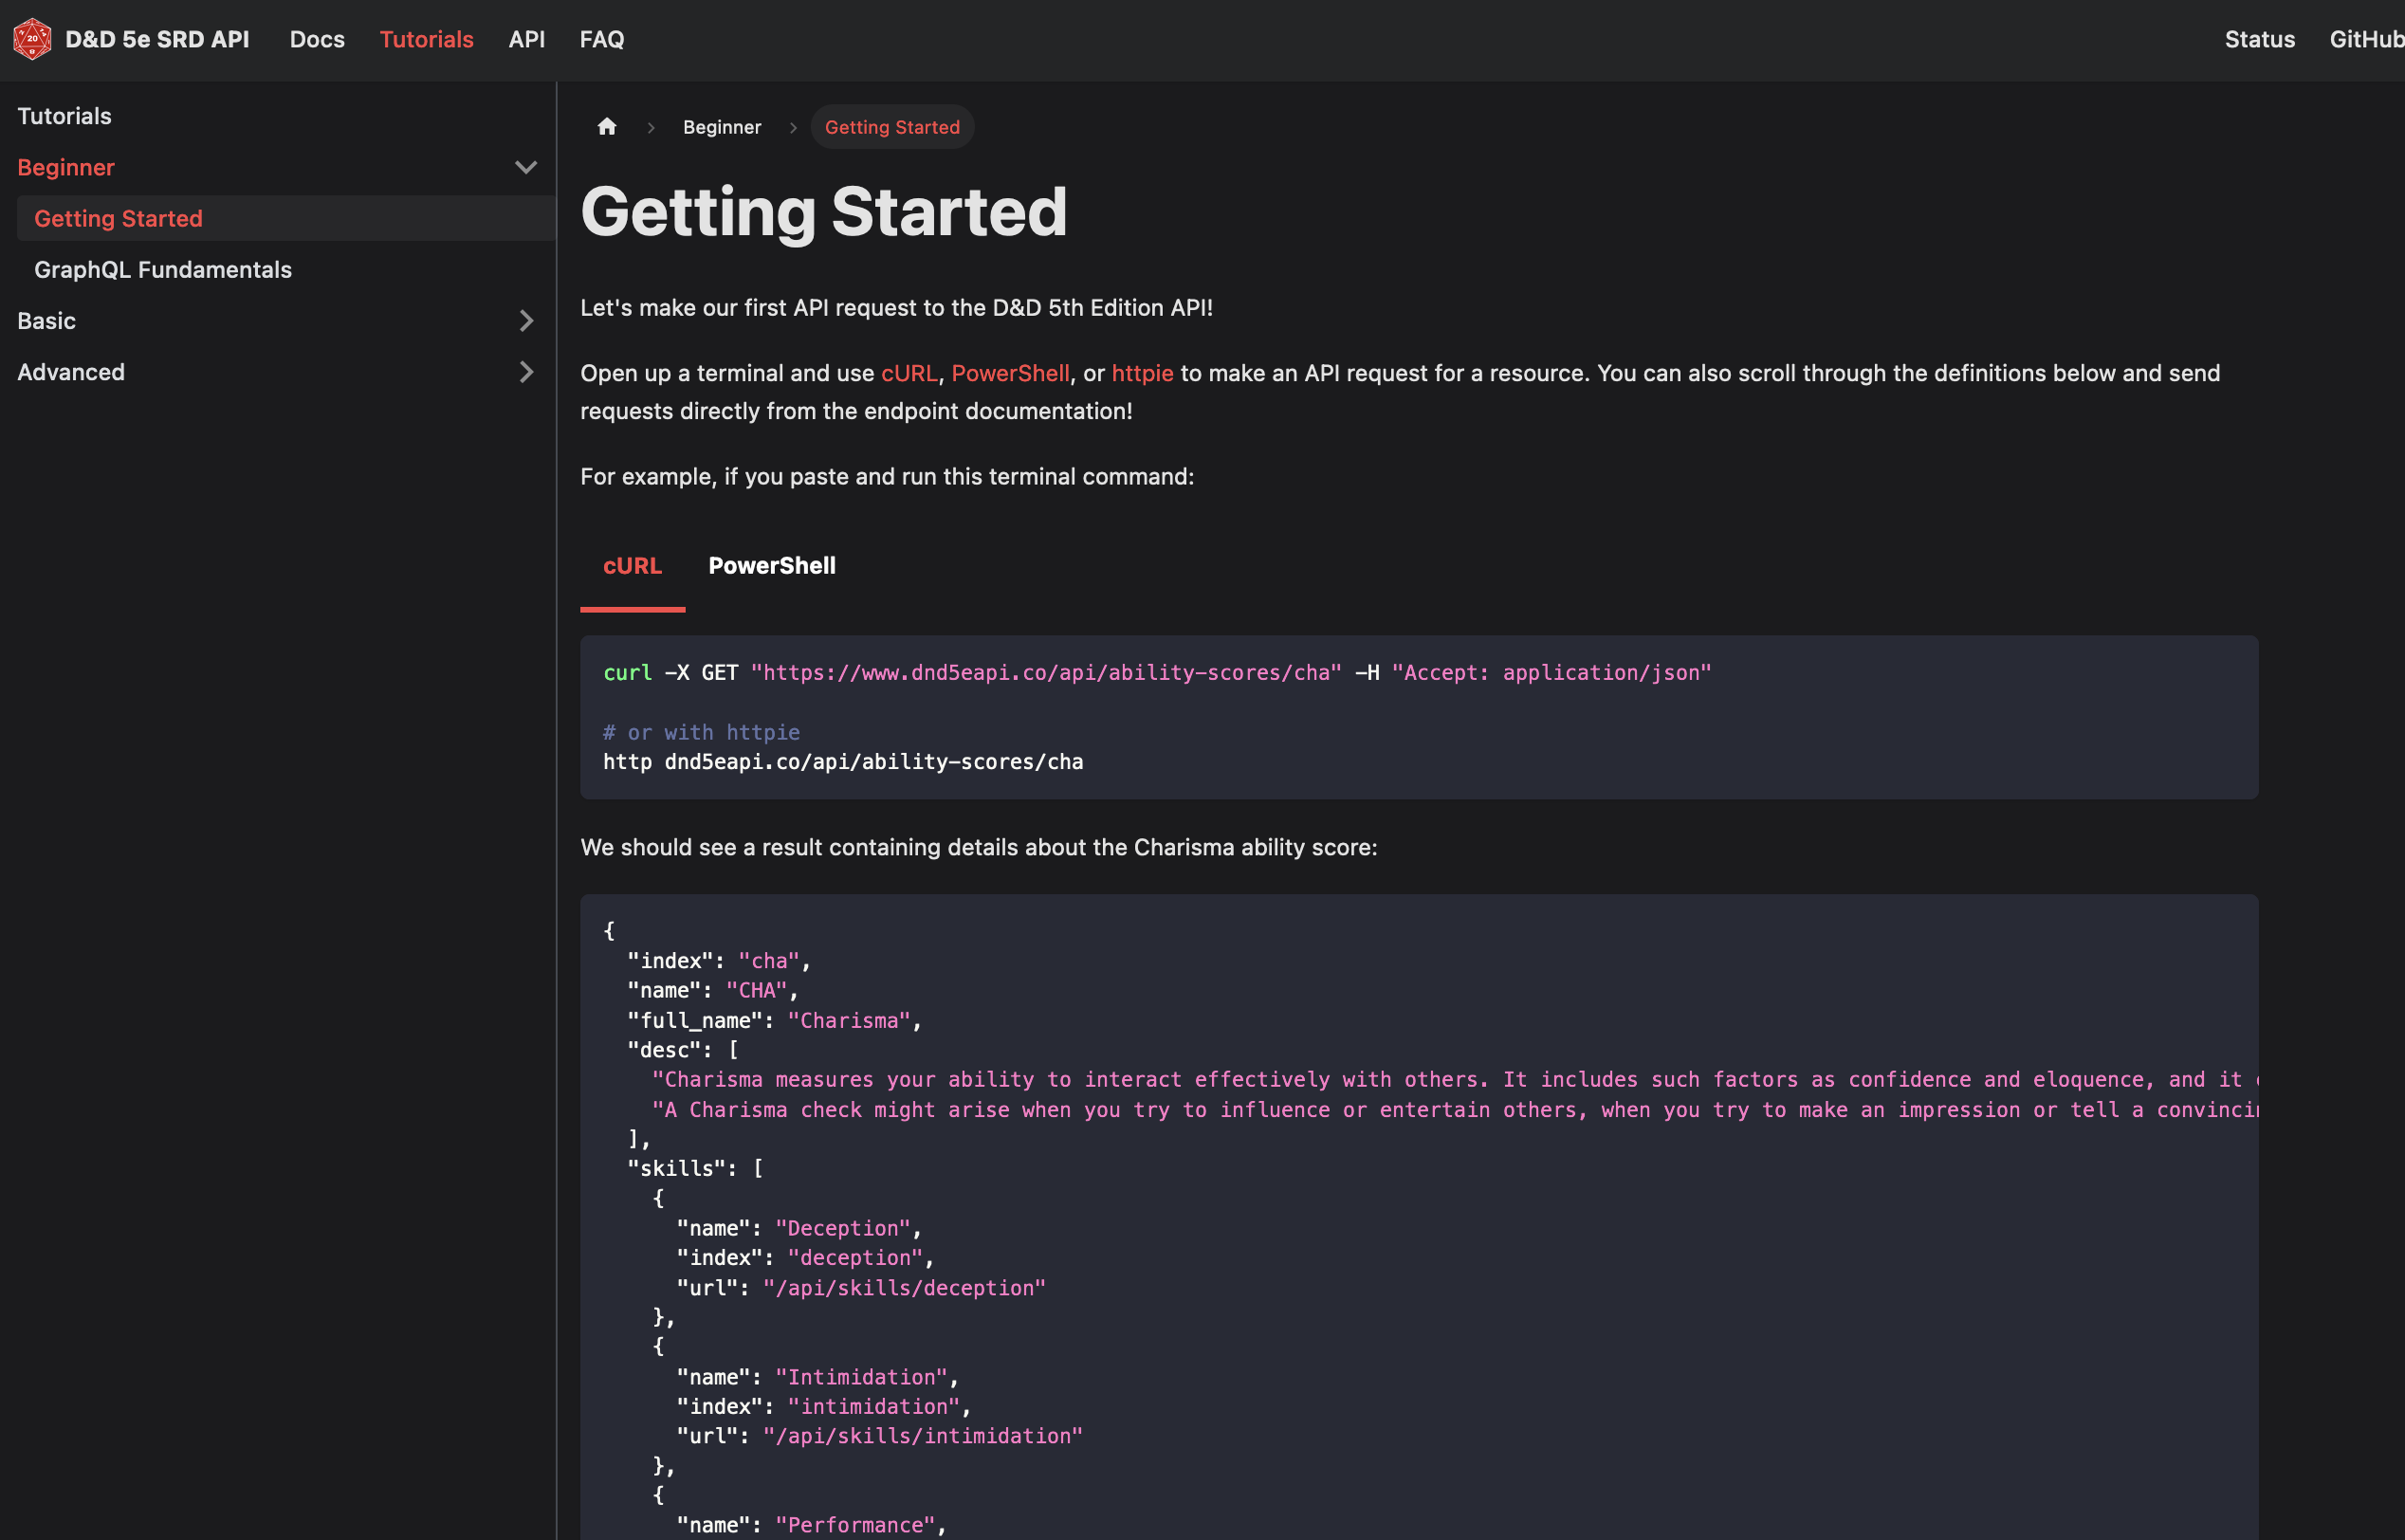 D&D 5e SRD API Docs Tutorials API FAQ Status GitHub
Tutorials
Beginner
Getting Started
GraphQL Fundamentals
Basic
Advanced
Beginner Getting Started
Getting Started
Let's make our first API request to the D&D 5th Edition API!
Open up a terminal and use cURL, PowerShell, or httpie to make an API request for a resource. You can also scroll through the definitions below and send
requests directly from the endpoint documentation!
For example, if you paste and run this terminal command:
cURL PowerShell
curl -X GET "https://www.dnd5eapi.co/api/ability-scores/cha" -H "Accept: application/json"
# or with httpie
http dnd5eapi.co/api/ability-scores/cha
We should see a result containing details about the Charisma ability score:
{
"index": "cha",
"name": "CHA",
"full_name": "Charisma",
"desc": [
"Charisma measures your ability to interact effectively with others. It includes such factors as confidence and eloquence, and it
"A Charisma check might arise when you try to influence or entertain others, when you try to make an impression or tell a
],
"skills": [
{
"name": "Deception",
"index": "deception",
"url": "/api/skills/deception"
},
{
"name": "Intimidation",
"index": "intimidation",
"url": "/api/skills/intimidation"
},
{
"name": "Performance",